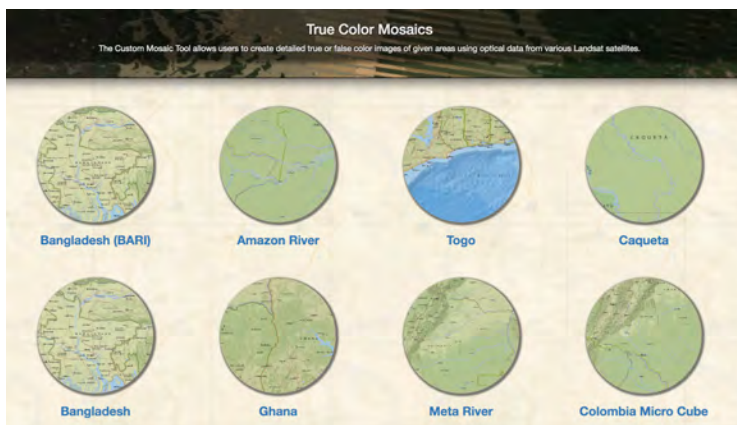 True Color Mosaics
The Custom Mosaic Tool allows users to create detailed true or false color images of given areas using optical data from various Landsat satellites.
CAQUETÁ
Bangladesh (BARI)
Amazon River
Togo
Caqueta
Bangladesh
Ghana
Meta River
Colombia Micro Cube